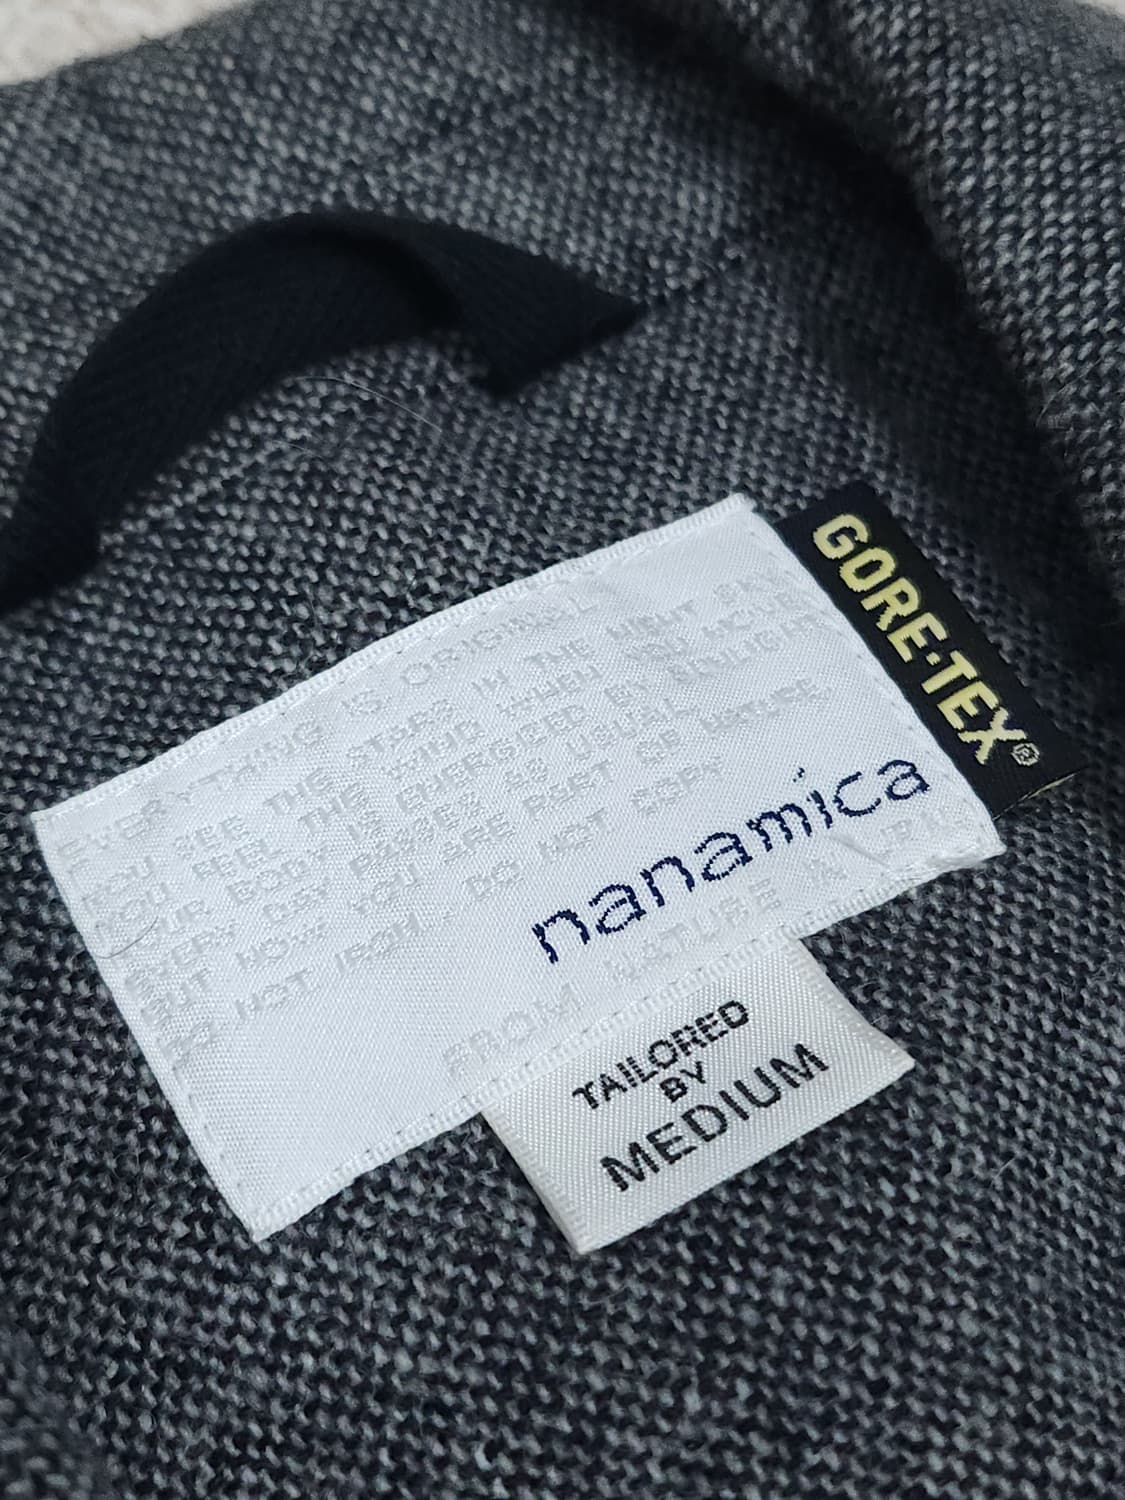 EVERYTHING IS ORIGINAL
YOU SEE THE STARS IN THE NIGHT SKY.
YOU FEEL THE WIND WHEN YOU MOVE.
YOUR BODY IS ENERGIZED BY
EVERY DAY PASSES AS USUAL.
BUT NOW YOU ARE PART OF NATURE.
DO NOT IRON. DO NOT COPY
nanamica
FROM NATURE IN
GORE-TEX®
TAILORED
BY
MEDIUM